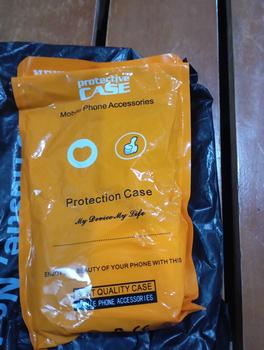 protective
CASE
Mobile Phone Accessories
Protection Case
My Device My Life
BEAUTY OF YOUR PHONE WITH THIS
QUALITY CASE
PHONE ACCESSORIES